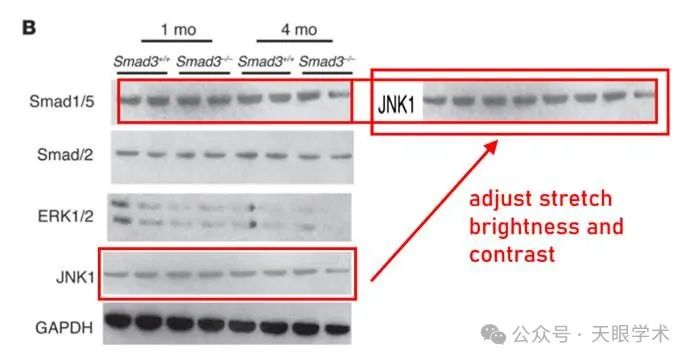 B
1 mo 4 mo
Smad3+/+ Smad3–/– Smad3+/+ Smad3–/–
Smad1/5
JNK1
Smad/2
ERK1/2
adjust stretch
brightness and
contrast
JNK1
GAPDH
公众号 · 天眼学术